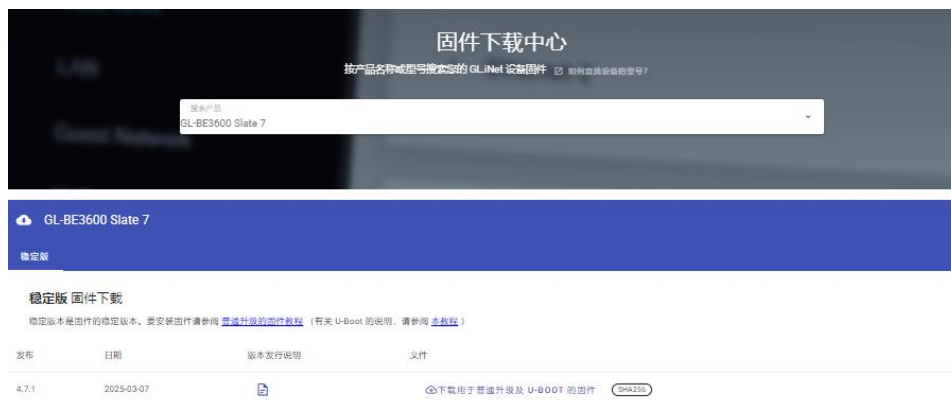 LAN
Guest Network
固件下载中心
按产品名称或型号搜索您的 GL.iNet 设备固件 如何查找设备的型号?
搜索产品
GL-BE3600 Slate 7
GL-BE3600 Slate 7
稳定版
稳定版 固件下载
稳定版本是固件的稳定版本。要安装固件请参阅 普通升级的固件教程 (有关 U-Boot 的说明, 请参阅 本教程 )
发布 日期 版本发行说明 文件
4.7.1 2025-03-07 下载用于普通升级及 U-BOOT 的固件 SHA256